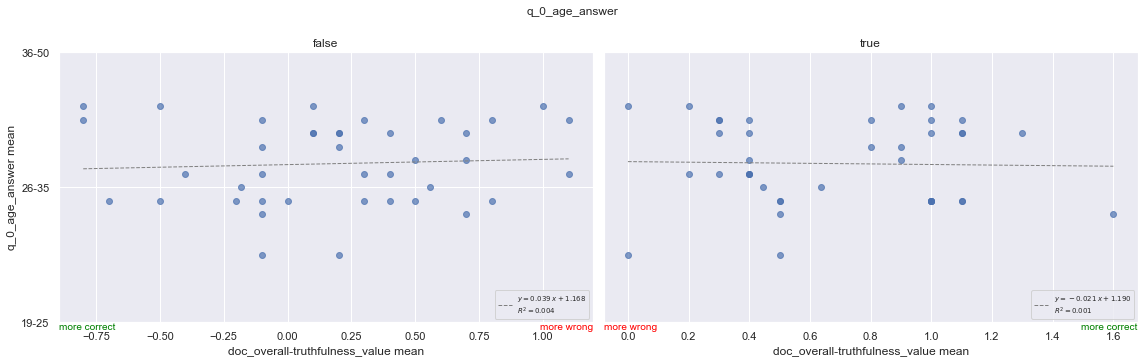 q_0_age_answer
false
true
q_0_age_answer mean
36-50
26-35
19-25
y = 0.039 x + 1.168
R² = 0.004
y = −0.021 x + 1.190
R² = 0.001
more correct
more wrong
more wrong
more correct
−0.75 −0.50 −0.25 0.00 0.25 0.50 0.75 1.00
0.0 0.2 0.4 0.6 0.8 1.0 1.2 1.4 1.6
doc_overall-truthfulness_value mean
doc_overall-truthfulness_value mean